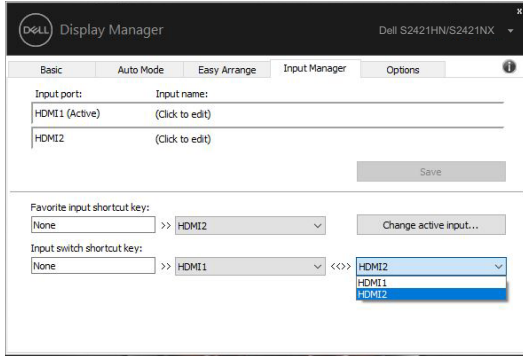 DELL Display Manager Dell S2421HN/S2421NX
Basic Auto Mode Easy Arrange Input Manager Options
Input port: Input name:
HDMI1 (Active) (Click to edit)
HDMI2 (Click to edit)
Save
Favorite input shortcut key:
None >> HDMI2 Change active input...
Input switch shortcut key:
None >> HDMI1 <<>> HDMI2
HDMI1
HDMI2